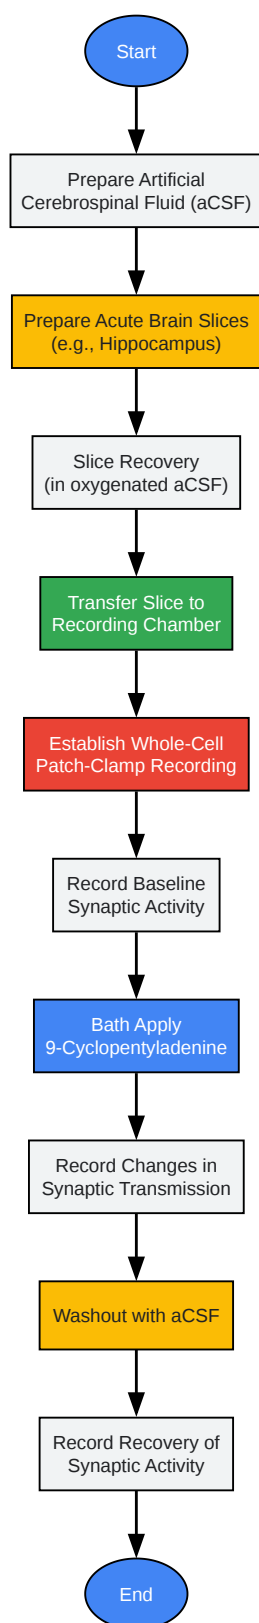 Start
Prepare Artificial
Cerebrospinal Fluid (aCSF)
Prepare Acute Brain Slices
(e.g., Hippocampus)
Slice Recovery
(in oxygenated aCSF)
Transfer Slice to
Recording Chamber
Establish Whole-Cell
Patch-Clamp Recording
Record Baseline
Synaptic Activity
Bath Apply
9-Cyclopentyladenine
Record Changes in
Synaptic Transmission
Washout with aCSF
Record Recovery of
Synaptic Activity
End